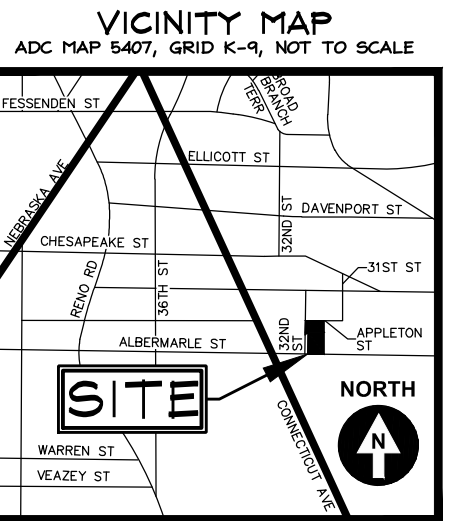 VICINITY MAP
ADC MAP 5407, GRID K-9, NOT TO SCALE
FESSENDEN ST
BROAD
BRANCH
TERR
ELLICOTT ST
NEBRASKA AVE
32ND ST
DAVENPORT ST
CHESAPEAKE ST
RENO RD
36TH ST
31ST ST
32ND
ST
APPLETON
ST
ALBERMARLE ST
SITE
CONNECTICUT AVE
NORTH
N
WARREN ST
VEAZEY ST